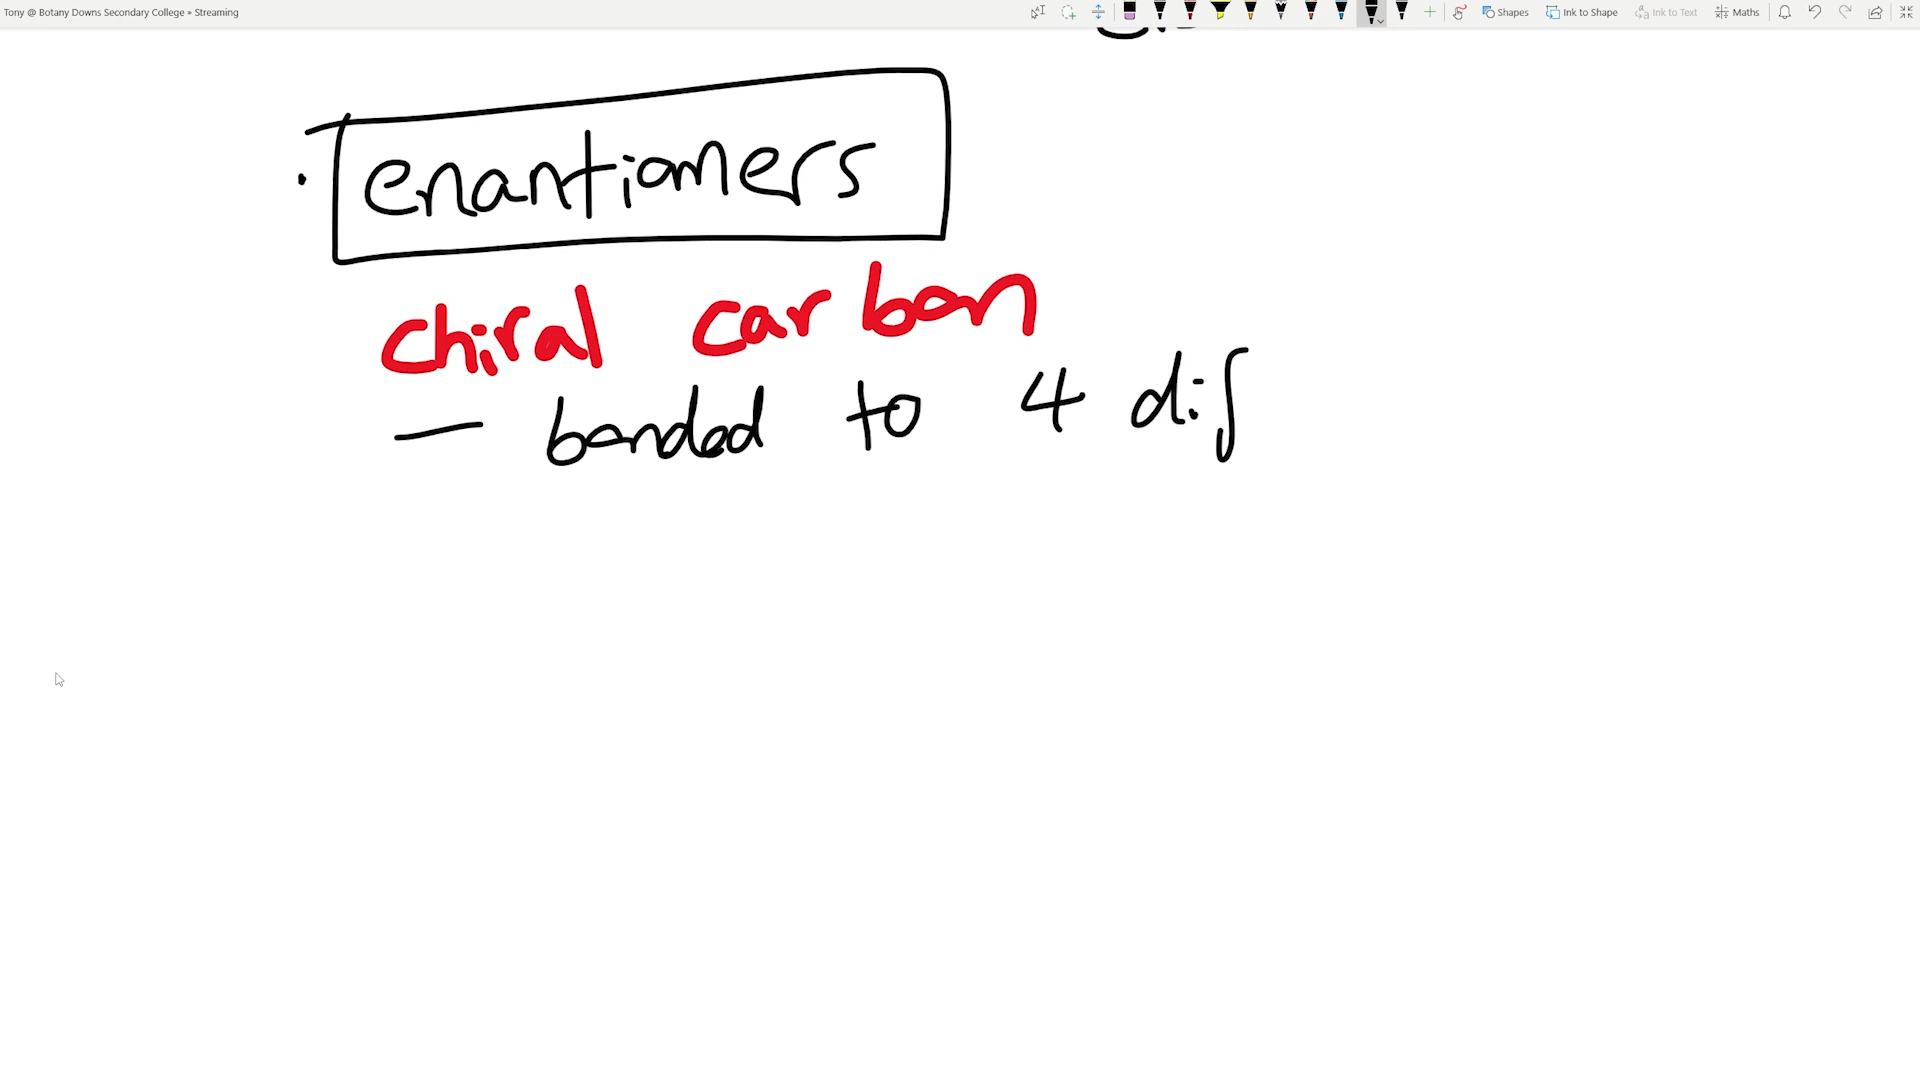 Tony @ Botany Downs Secondary College » Streaming
Shapes Ink to Shape Ink to Text Maths
enantiomers
chiral carbon
— bonded to 4 dif